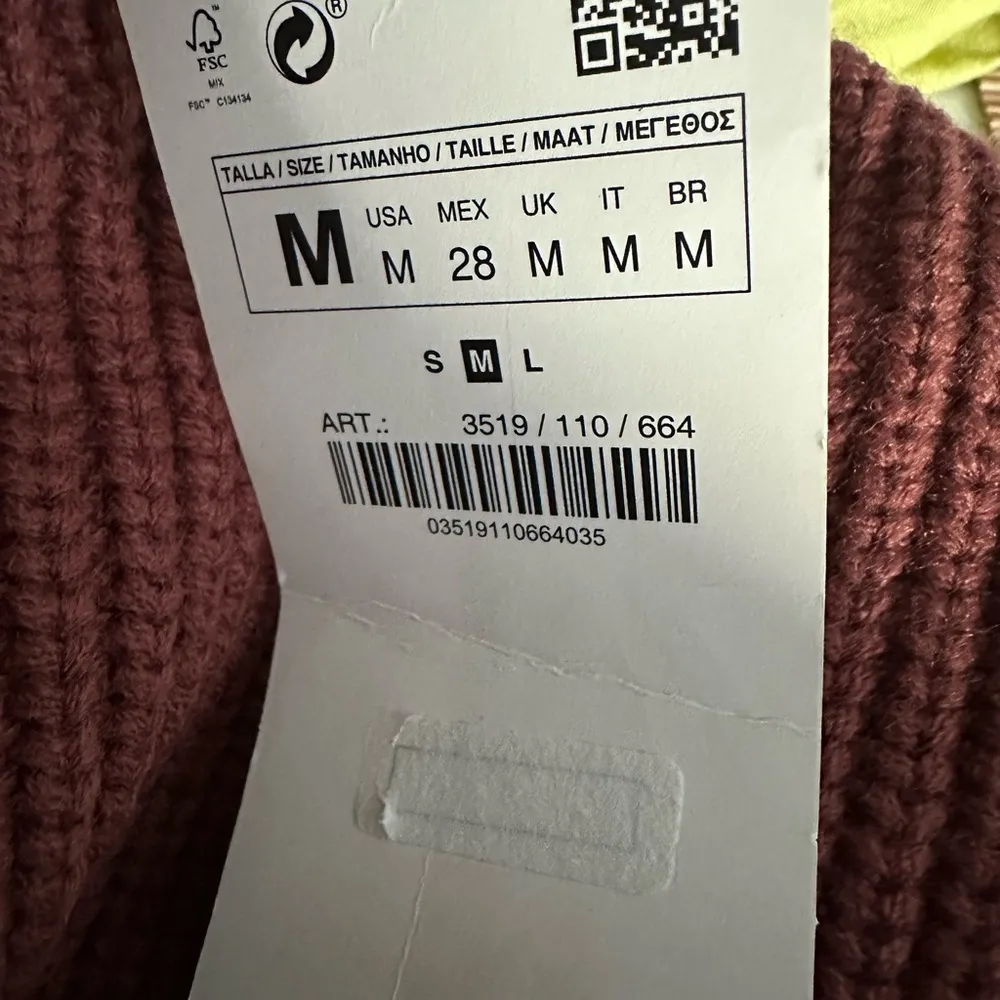 FSC™
MIX
FSC™ C134134
®
TALLA / SIZE / TAMANHO / TAILLE / MAAT / ΜΕΓΕΘΟΣ
USA MEX UK IT BR
M M 28 M M M
S M L
ART.: 3519 / 110 / 664
03519110664035